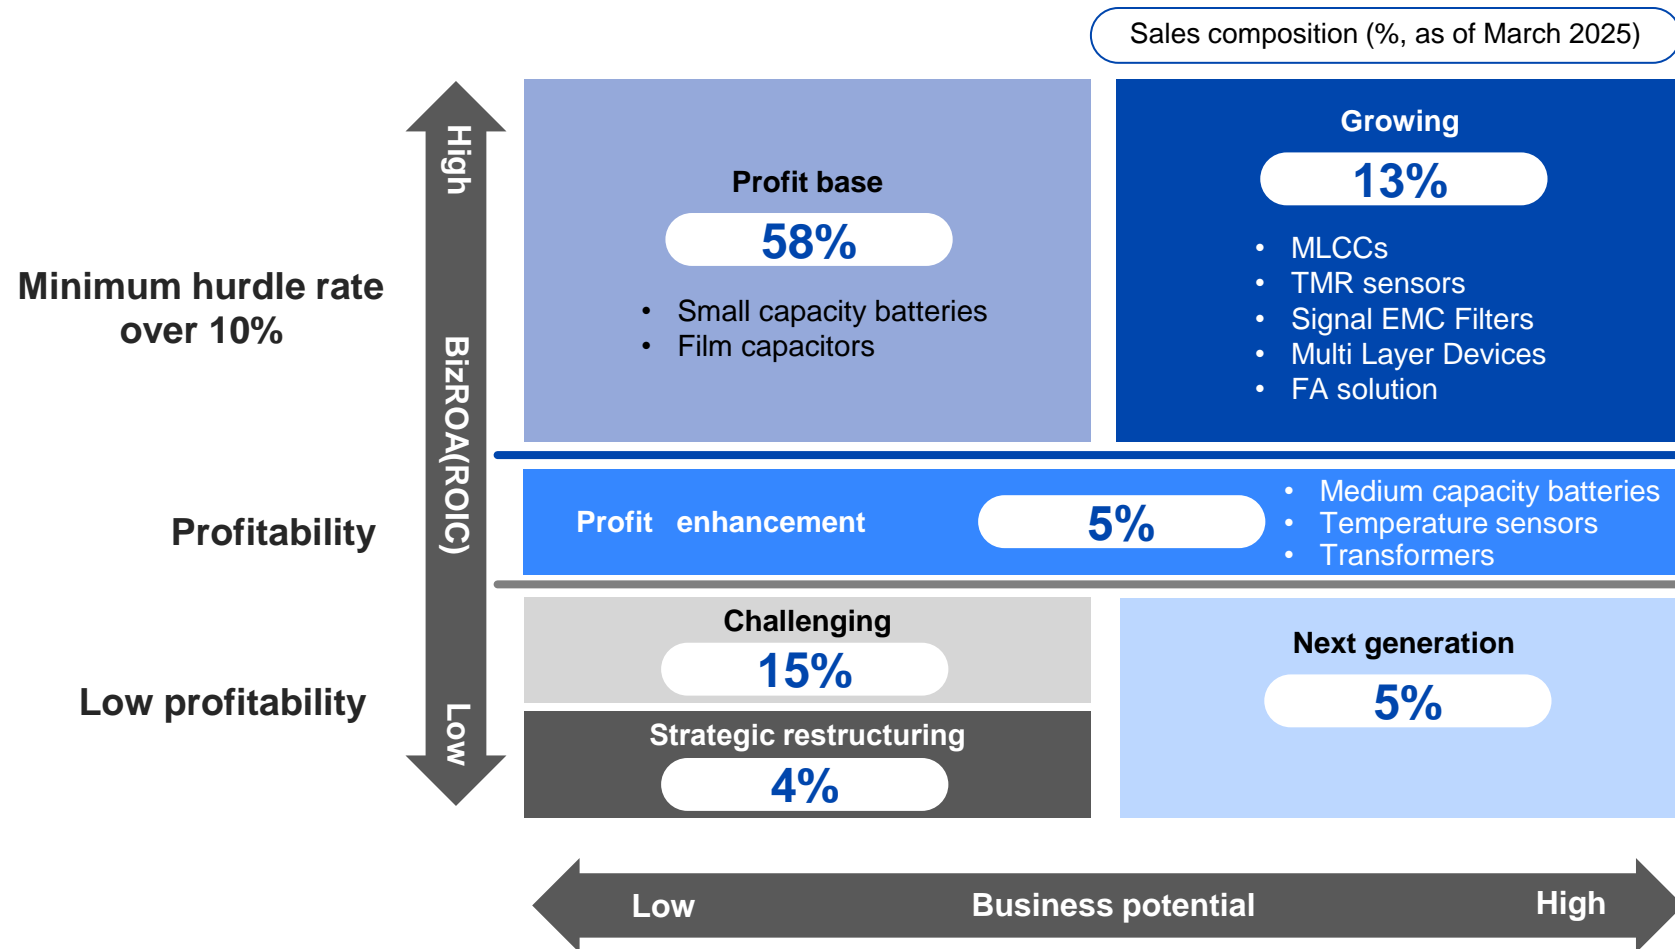 Sales composition (%, as of March 2025)
High
BizROA(ROIC)
Low
Minimum hurdle rate
over 10%
Profitability
Low profitability
Profit base
58%
• Small capacity batteries
• Film capacitors
Growing
13%
• MLCCs
• TMR sensors
• Signal EMC Filters
• Multi Layer Devices
• FA solution
Profit enhancement
5%
• Medium capacity batteries
• Temperature sensors
• Transformers
Challenging
15%
Strategic restructuring
4%
Next generation
5%
Low Business potential High